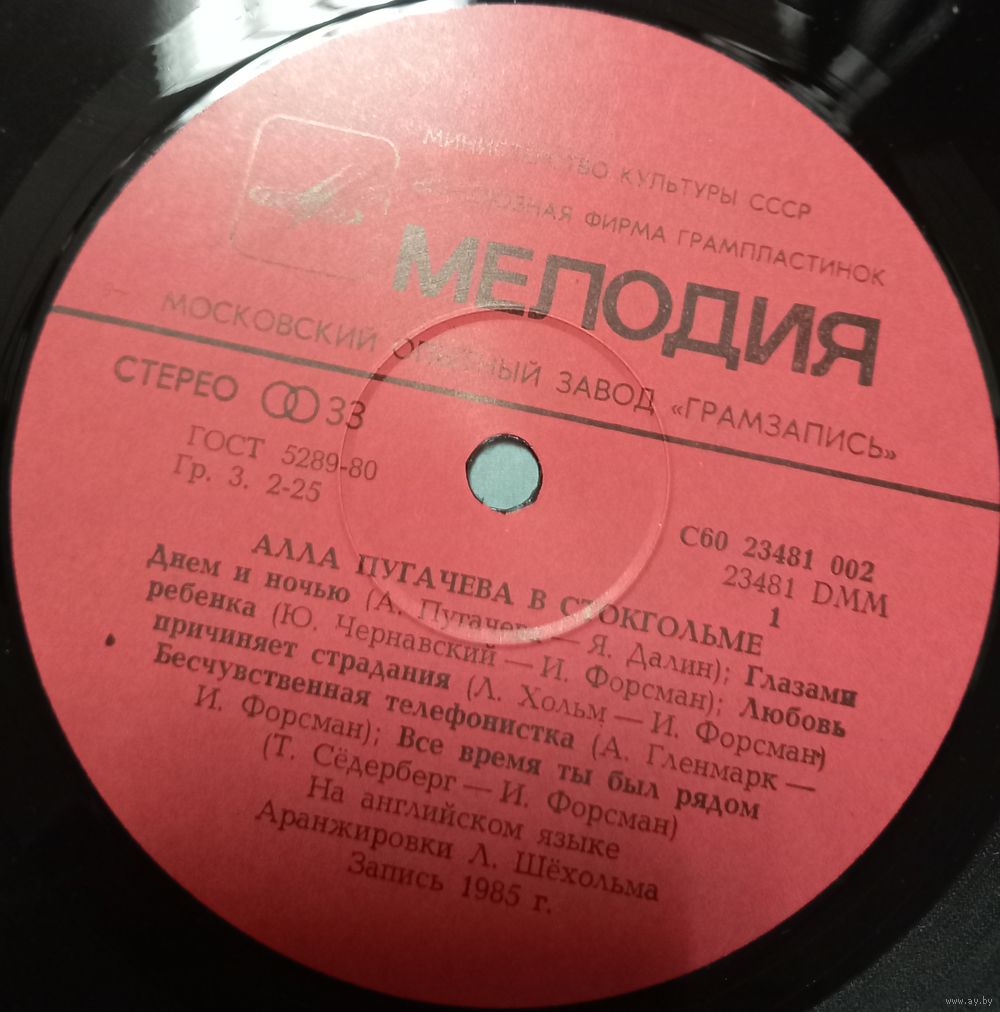 МИНИСТЕРСТВО КУЛЬТУРЫ СССР
ФИРМА ГРАМПЛАСТИНОК
МЕЛОДИЯ
МОСКОВСКИЙ ОПЫТНЫЙ ЗАВОД «ГРАМЗАПИСЬ»
СТЕРЕО 33
ГОСТ 5289-80
Гр. 3. 2-25
С60 23481 002
23481 DMM
1
АЛЛА ПУГАЧЕВА В СТОКГОЛЬМЕ
Днем и ночью (А. Пугачева — Я. Далин); Глазами
ребенка (Ю. Чернавский — И. Форсман); Любовь
причиняет страдания (Л. Хольм — И. Форсман)
Бесчувственная телефонистка (А. Гленмарк —
И. Форсман); Все время ты был рядом
(Т. Сёдерберг — И. Форсман)
На английском языке
Аранжировки Л. Шёхольма
Запись 1985 г.
www.ay.by